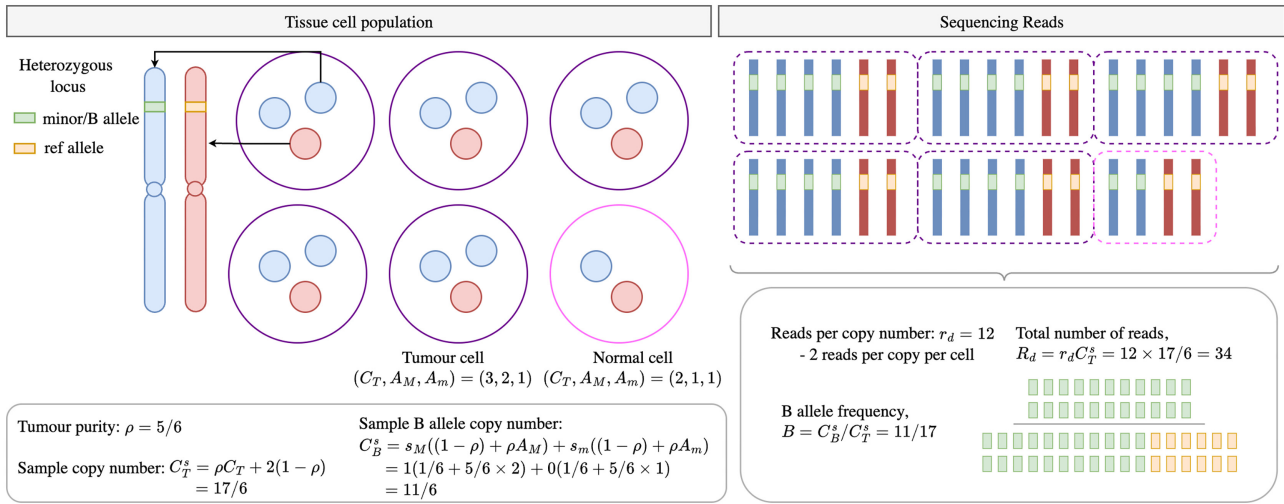 Tissue cell population
Sequencing Reads
Heterozygous
locus
minor/B allele
ref allele
Tumour cell
(C_T, A_M, A_m) = (3, 2, 1)
Normal cell
(C_T, A_M, A_m) = (2, 1, 1)
Tumour purity: ρ = 5/6
Sample copy number: C_T^s = ρC_T + 2(1 − ρ)
= 17/6
Sample B allele copy number:
C_B^s = s_M((1 − ρ) + ρA_M) + s_m((1 − ρ) + ρA_m)
= 1(1/6 + 5/6 × 2) + 0(1/6 + 5/6 × 1)
= 11/6
Reads per copy number: r_d = 12
- 2 reads per copy per cell
Total number of reads,
R_d = r_d C_T^s = 12 × 17/6 = 34
B allele frequency,
B = C_B^s/C_T^s = 11/17